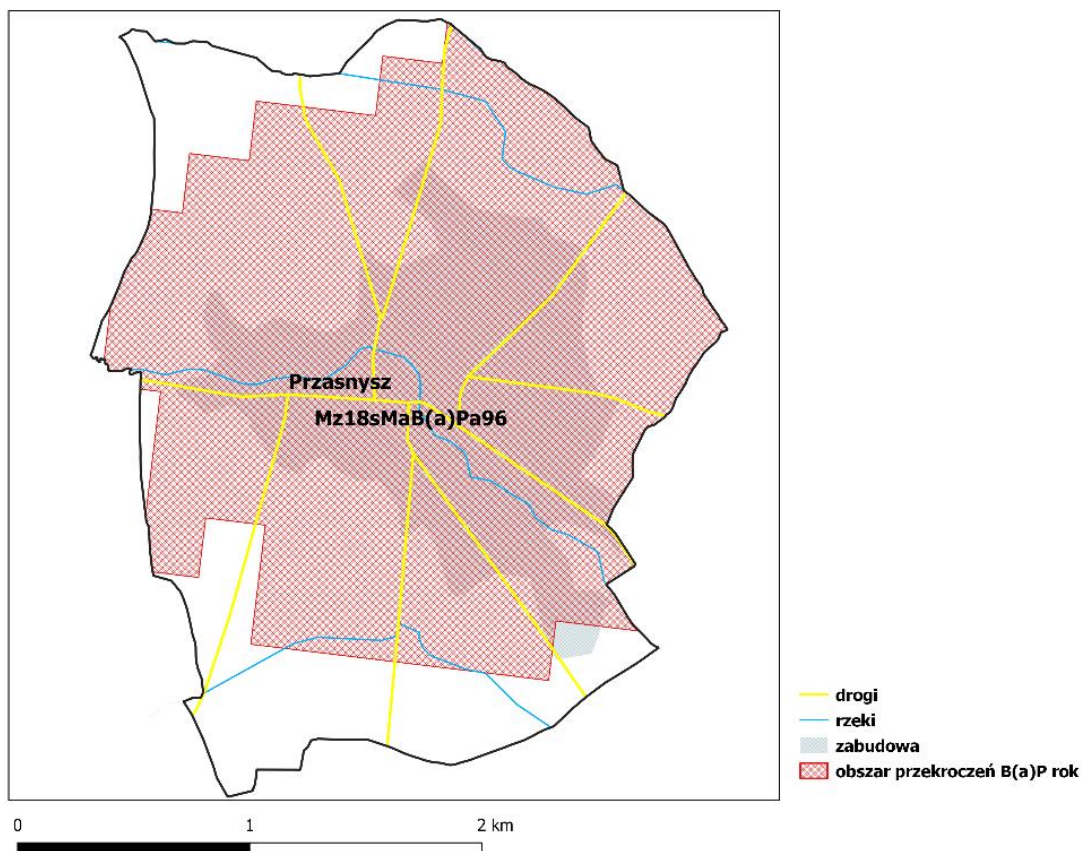 Przasnysz
Mz18sMaB(a)Pa96
drogi
rzeki
zabudowa
obszar przekroczeń B(a)P rok
0 1 2 km